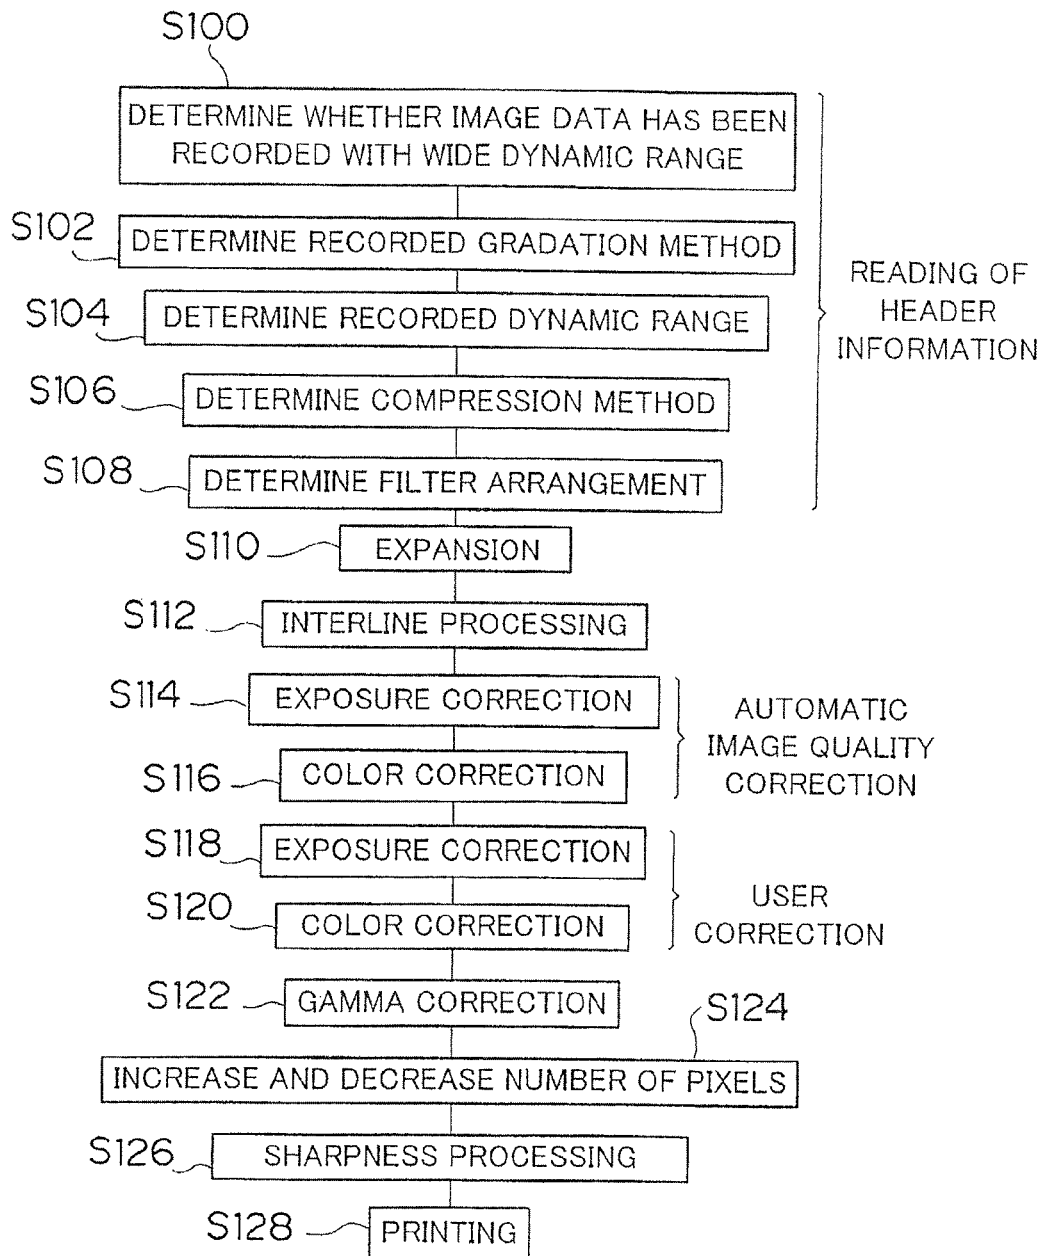 S100
DETERMINE WHETHER IMAGE DATA HAS BEEN
RECORDED WITH WIDE DYNAMIC RANGE
S102
DETERMINE RECORDED GRADATION METHOD
S104
DETERMINE RECORDED DYNAMIC RANGE
S106
DETERMINE COMPRESSION METHOD
S108
DETERMINE FILTER ARRANGEMENT
READING OF
HEADER
INFORMATION
S110
EXPANSION
S112
INTERLINE PROCESSING
S114
EXPOSURE CORRECTION
S116
COLOR CORRECTION
AUTOMATIC
IMAGE QUALITY
CORRECTION
S118
EXPOSURE CORRECTION
S120
COLOR CORRECTION
USER
CORRECTION
S122
GAMMA CORRECTION
S124
INCREASE AND DECREASE NUMBER OF PIXELS
S126
SHARPNESS PROCESSING
S128
PRINTING